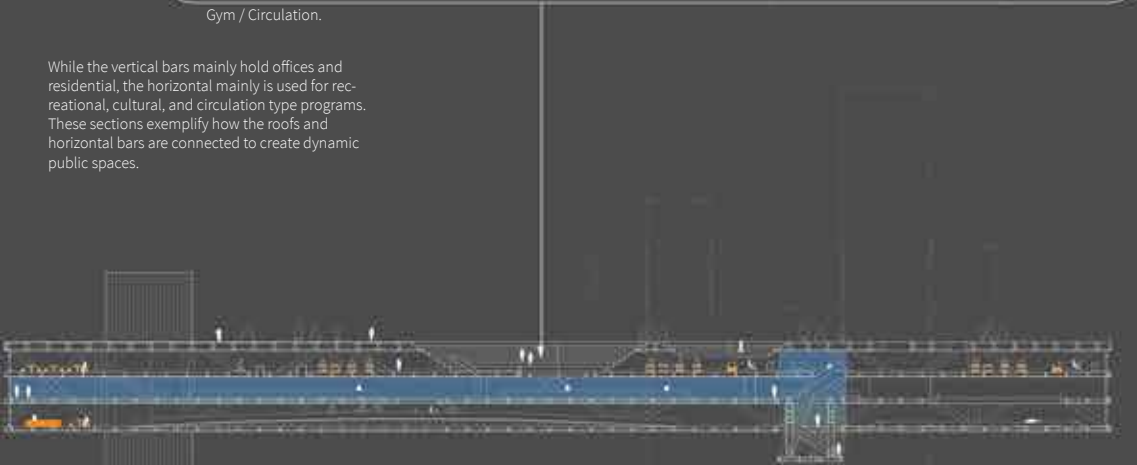 Gym / Circulation.
While the vertical bars mainly hold offices and
residential, the horizontal mainly is used for rec-
reational, cultural, and circulation type programs.
These sections exemplify how the roofs and
horizontal bars are connected to create dynamic
public spaces.